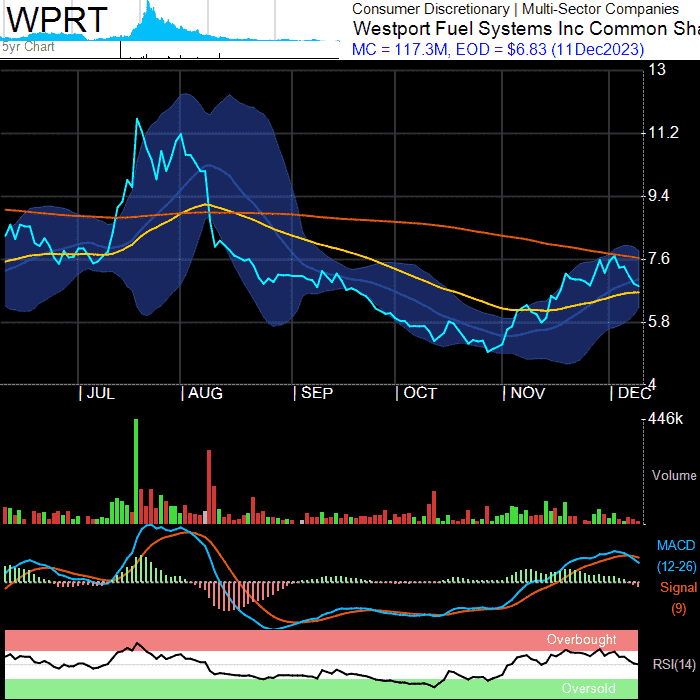 WPRT
5yr Chart
Consumer Discretionary | Multi-Sector Companies
Westport Fuel Systems Inc Common Sha
MC = 117.3M, EOD = $6.83 (11Dec2023)
13
11.2
9.4
7.6
5.8
4
JUL
AUG
SEP
OCT
NOV
DEC
446k
Volume
MACD
(12-26)
Signal
(9)
Overbought
RSI(14)
Oversold